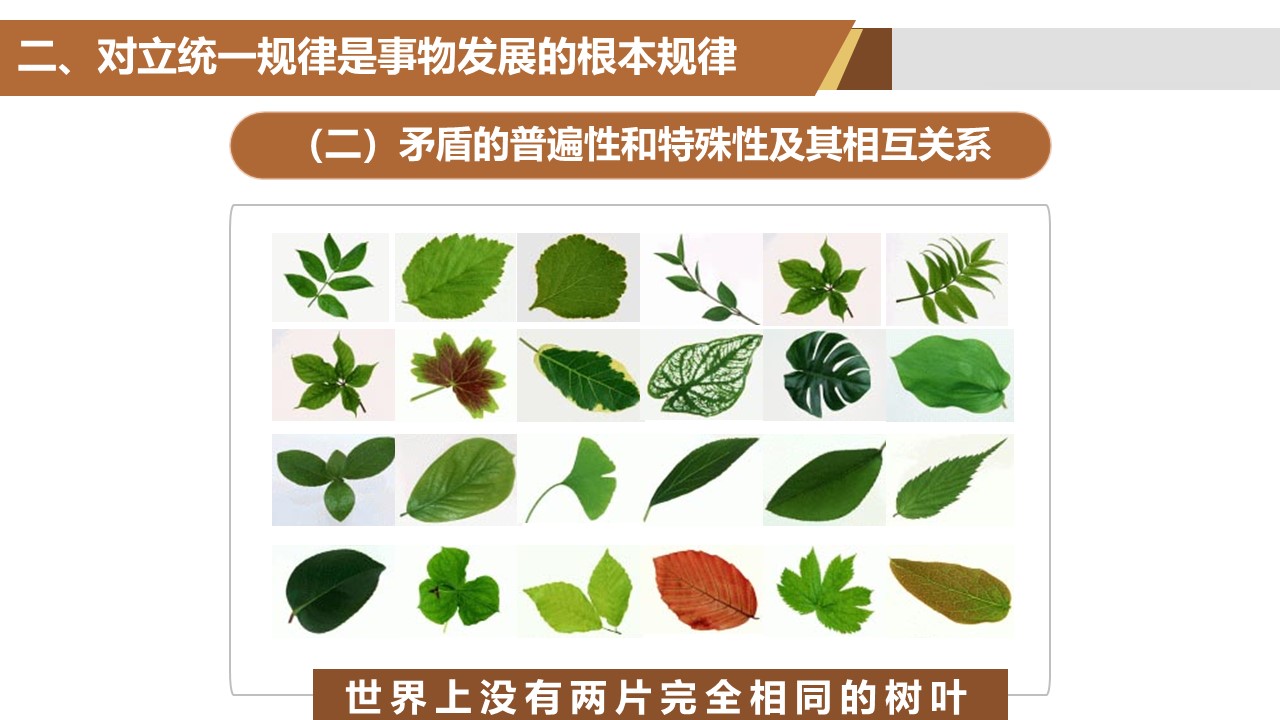 二、对立统一规律是事物发展的根本规律
（二）矛盾的普遍性和特殊性及其相互关系
世界上没有两片完全相同的树叶